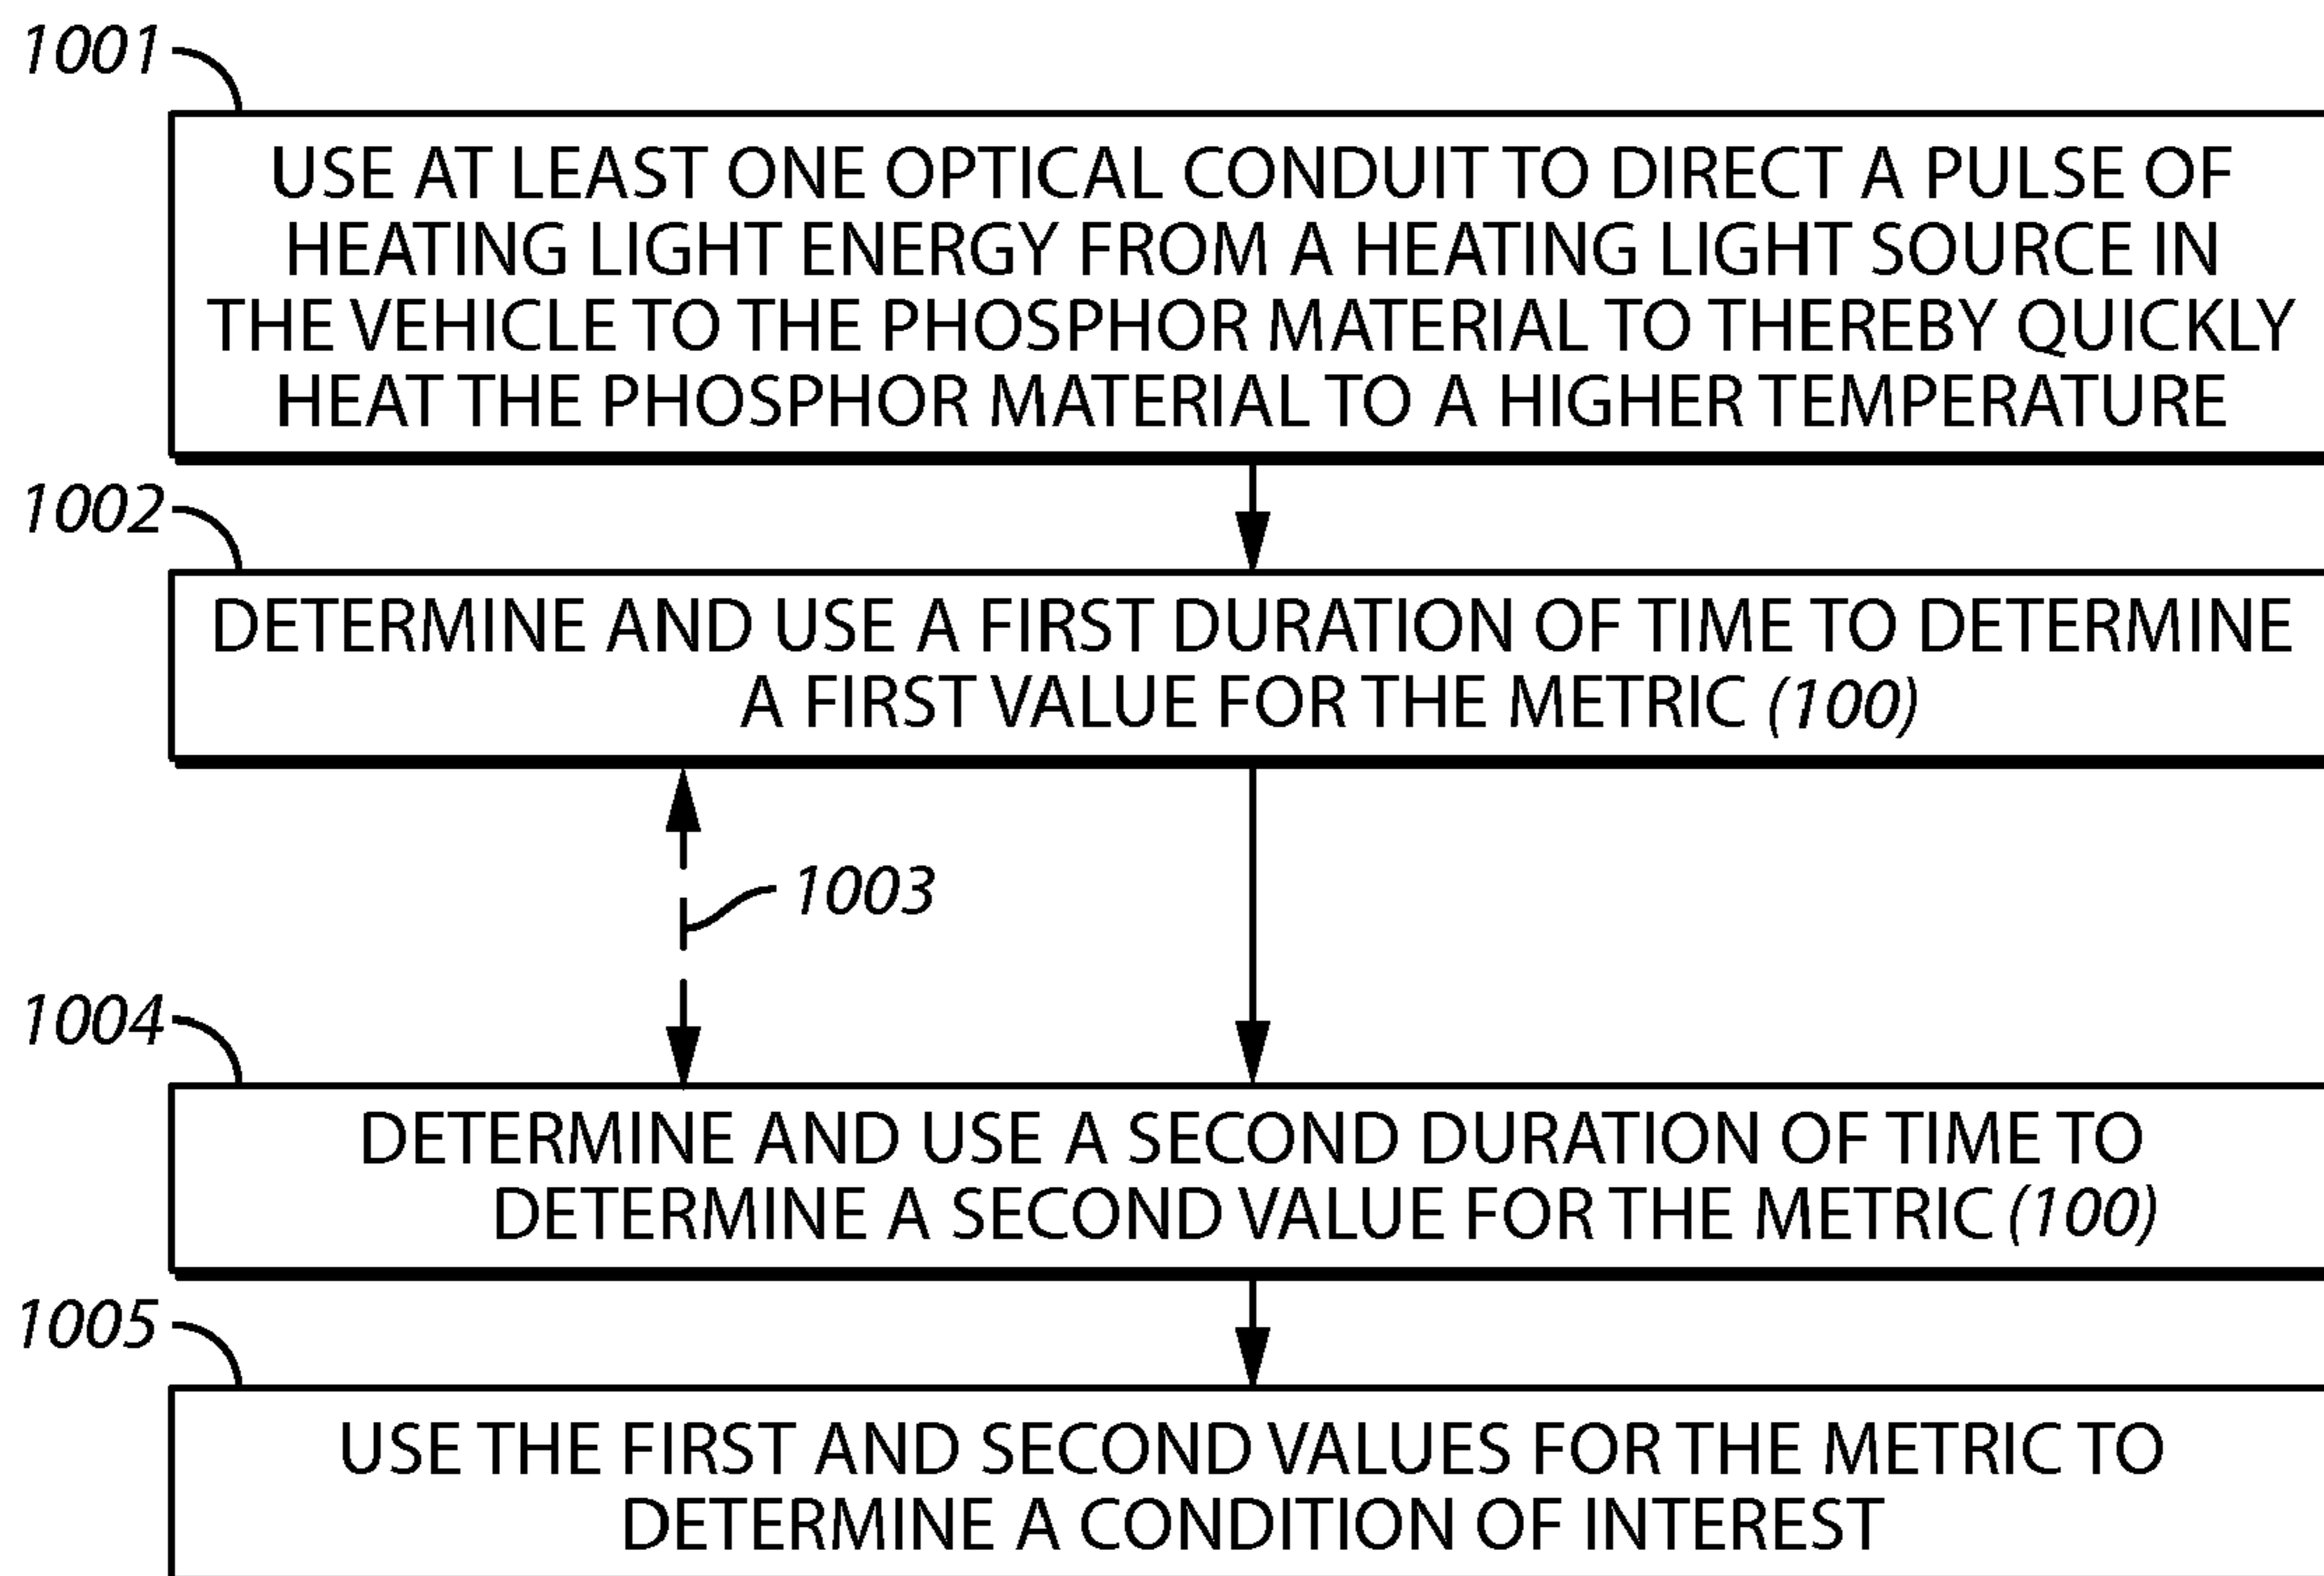 1001
USE AT LEAST ONE OPTICAL CONDUIT TO DIRECT A PULSE OF
HEATING LIGHT ENERGY FROM A HEATING LIGHT SOURCE IN
THE VEHICLE TO THE PHOSPHOR MATERIAL TO THEREBY QUICKLY
HEAT THE PHOSPHOR MATERIAL TO A HIGHER TEMPERATURE
1002
DETERMINE AND USE A FIRST DURATION OF TIME TO DETERMINE
A FIRST VALUE FOR THE METRIC (100)
1003
1004
DETERMINE AND USE A SECOND DURATION OF TIME TO
DETERMINE A SECOND VALUE FOR THE METRIC (100)
1005
USE THE FIRST AND SECOND VALUES FOR THE METRIC TO
DETERMINE A CONDITION OF INTEREST